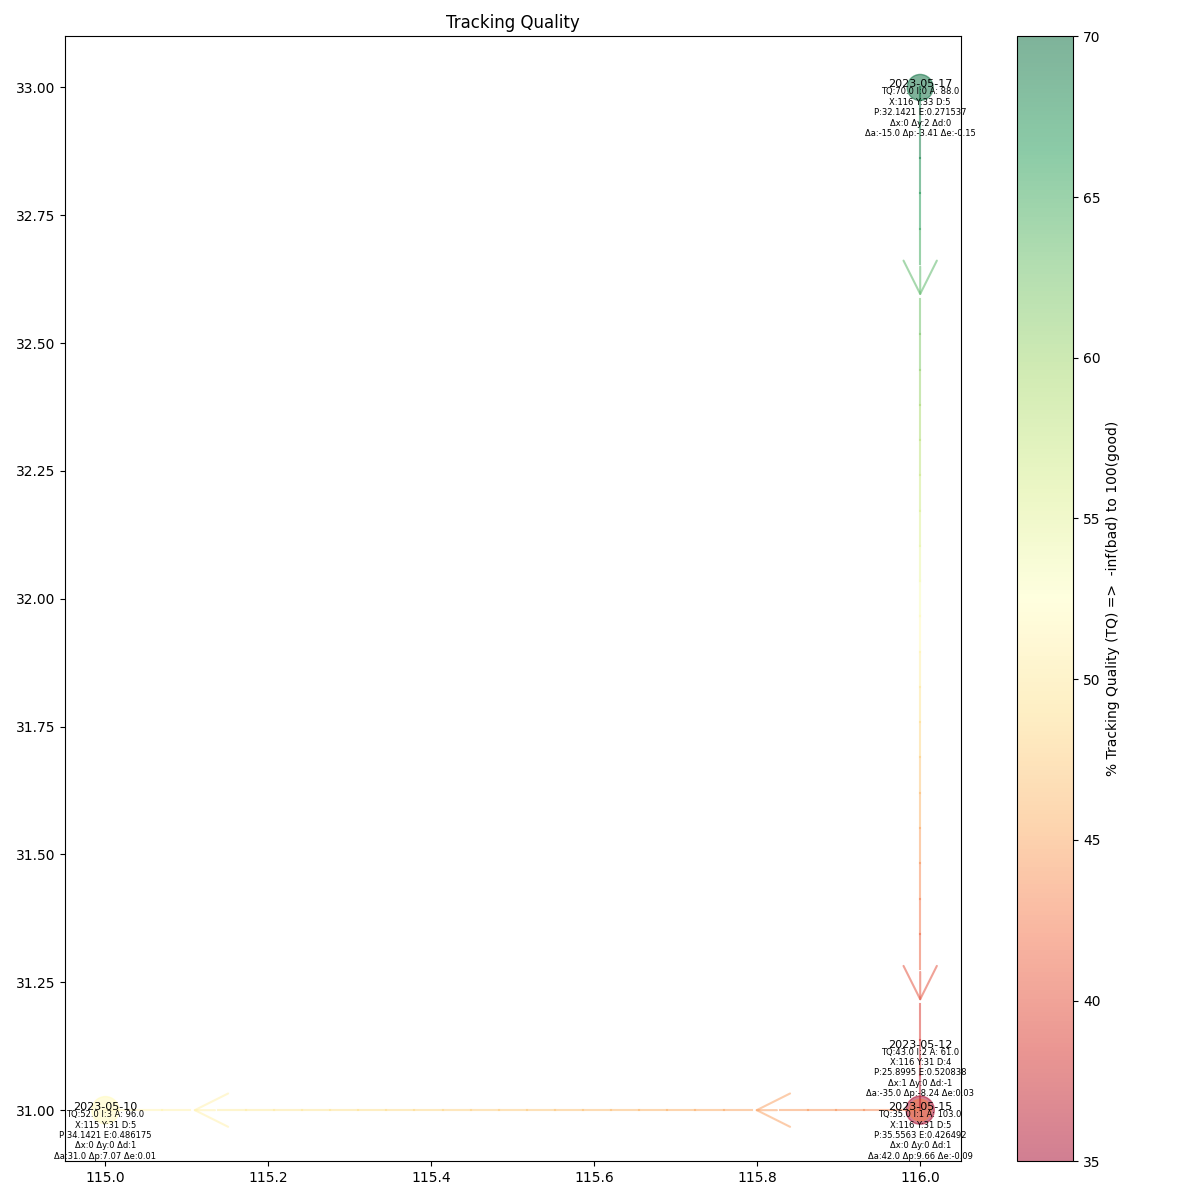 Tracking Quality
33.00
32.75
32.50
32.25
32.00
31.75
31.50
31.25
31.00
115.0
115.2
115.4
115.6
115.8
116.0
2023-05-17
TQ:70.0 I:0 A: 88.0
X:116 Y:33 D:5
P:32.1421 E:0.271537
Δx:0 Δy:2 Δd:0
Δa:-15.0 Δp:-3.41 Δe:-0.15
2023-05-12
TQ:43.0 I:2 A: 61.0
X:116 Y:31 D:4
P:25.8995 E:0.520838
Δx:1 Δy:0 Δd:-1
Δa:-35.0 Δp:-8.24 Δe:0.03
2023-05-15
TQ:35.0 I:1 A: 103.0
X:116 Y:31 D:5
P:35.5563 E:0.426492
Δx:0 Δy:0 Δd:1
Δa:42.0 Δp:9.66 Δe:-0.09
2023-05-10
TQ:52.0 I:3 A: 96.0
X:115 Y:31 D:5
P:34.1421 E:0.486175
Δx:0 Δy:0 Δd:1
Δa:31.0 Δp:7.07 Δe:0.01
70
65
60
55
50
45
40
35
% Tracking Quality (TQ) => -inf(bad) to 100(good)